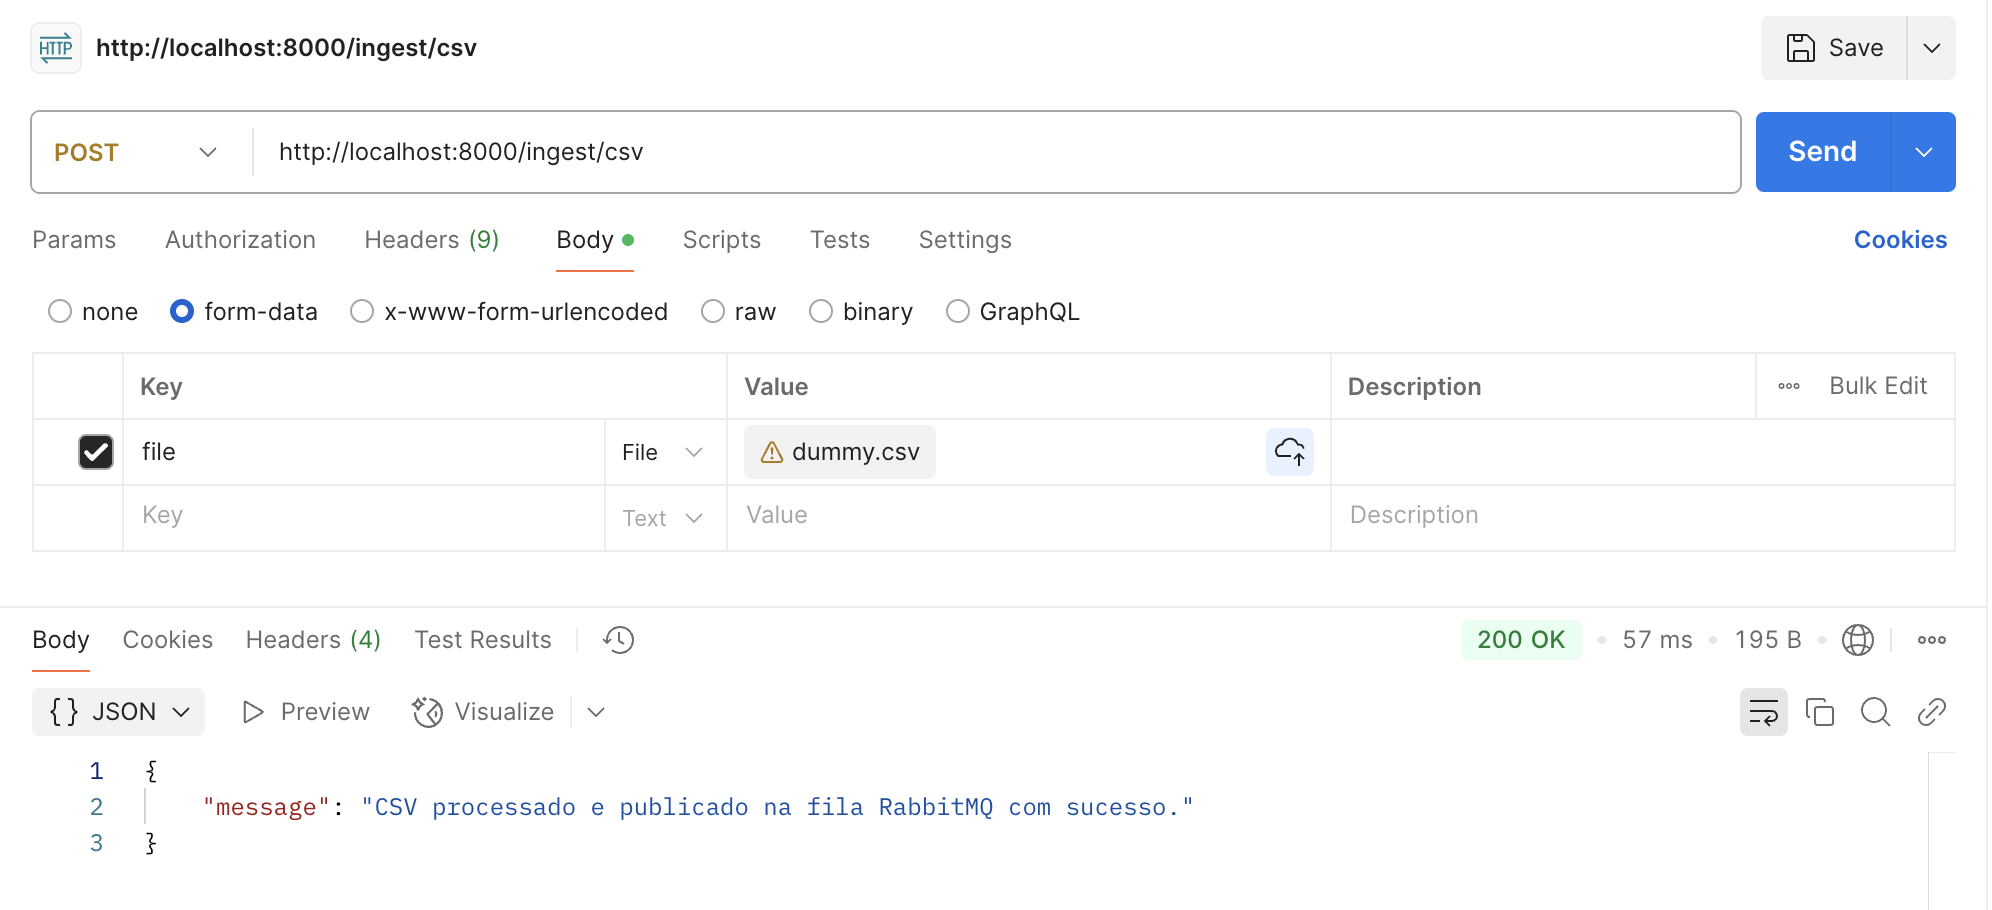 HTTP http://localhost:8000/ingest/csv Save
POST http://localhost:8000/ingest/csv Send
Params Authorization Headers (9) Body Scripts Tests Settings Cookies
none form-data x-www-form-urlencoded raw binary GraphQL
Key Value Description Bulk Edit
file File dummy.csv
Key Text Value Description
Body Cookies Headers (4) Test Results 200 OK 57 ms 195 B
{} JSON Preview Visualize
1 {
2 "message": "CSV processado e publicado na fila RabbitMQ com sucesso."
3 }